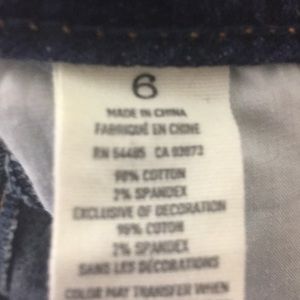 6
MADE IN CHINA
FABRIQUÉ EN CHINE
RN 54485 CA 03073
98% COTTON
2% SPANDEX
EXCLUSIVE OF DECORATION
98% COTON
2% SPANDEX
SANS LES DÉCORATIONS
COLOR MAY TRANSFER WHEN